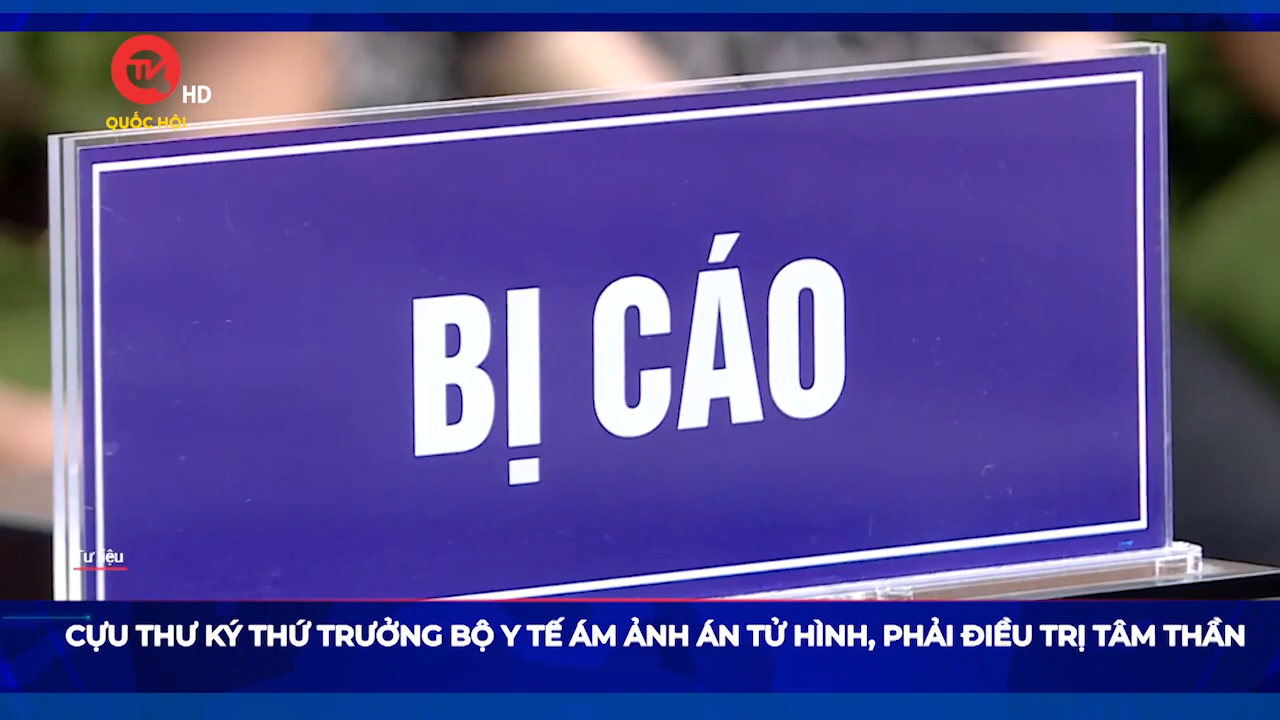 TV
HD
QUỐC HỘI
BỊ CÁO
Tư liệu
CỰU THƯ KÝ THỨ TRƯỞNG BỘ Y TẾ ÁM ẢNH ÁN TỬ HÌNH, PHẢI ĐIỀU TRỊ TÂM THẦN